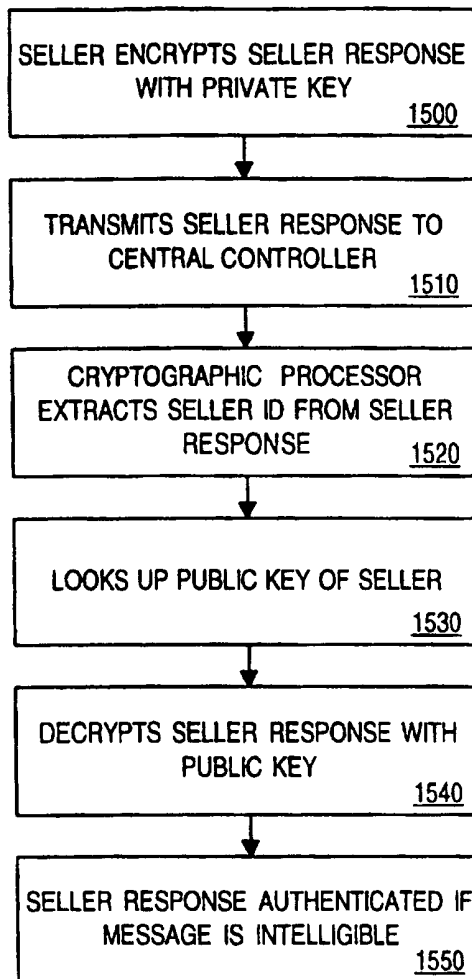 SELLER ENCRYPTS SELLER RESPONSE
WITH PRIVATE KEY
1500
TRANSMITS SELLER RESPONSE TO
CENTRAL CONTROLLER
1510
CRYPTOGRAPHIC PROCESSOR
EXTRACTS SELLER ID FROM SELLER
RESPONSE
1520
LOOKS UP PUBLIC KEY OF SELLER
1530
DECRYPTS SELLER RESPONSE WITH
PUBLIC KEY
1540
SELLER RESPONSE AUTHENTICATED IF
MESSAGE IS INTELLIGIBLE
1550